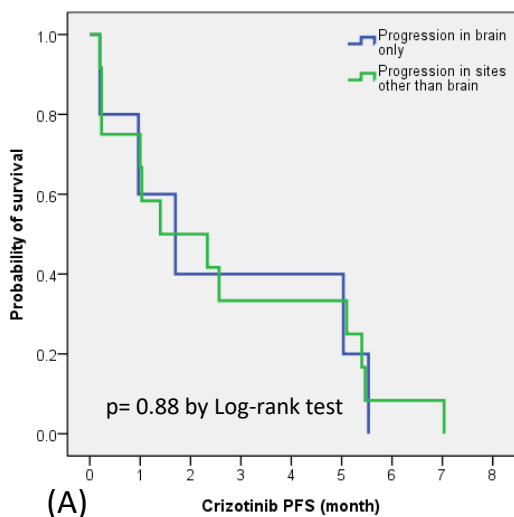 Progression in brain
only
Progression in sites
other than brain
Probability of survival
1.0
0.8
0.6
0.4
0.2
0.0
p= 0.88 by Log-rank test
0 1 2 3 4 5 6 7 8
(A)
Crizotinib PFS (month)